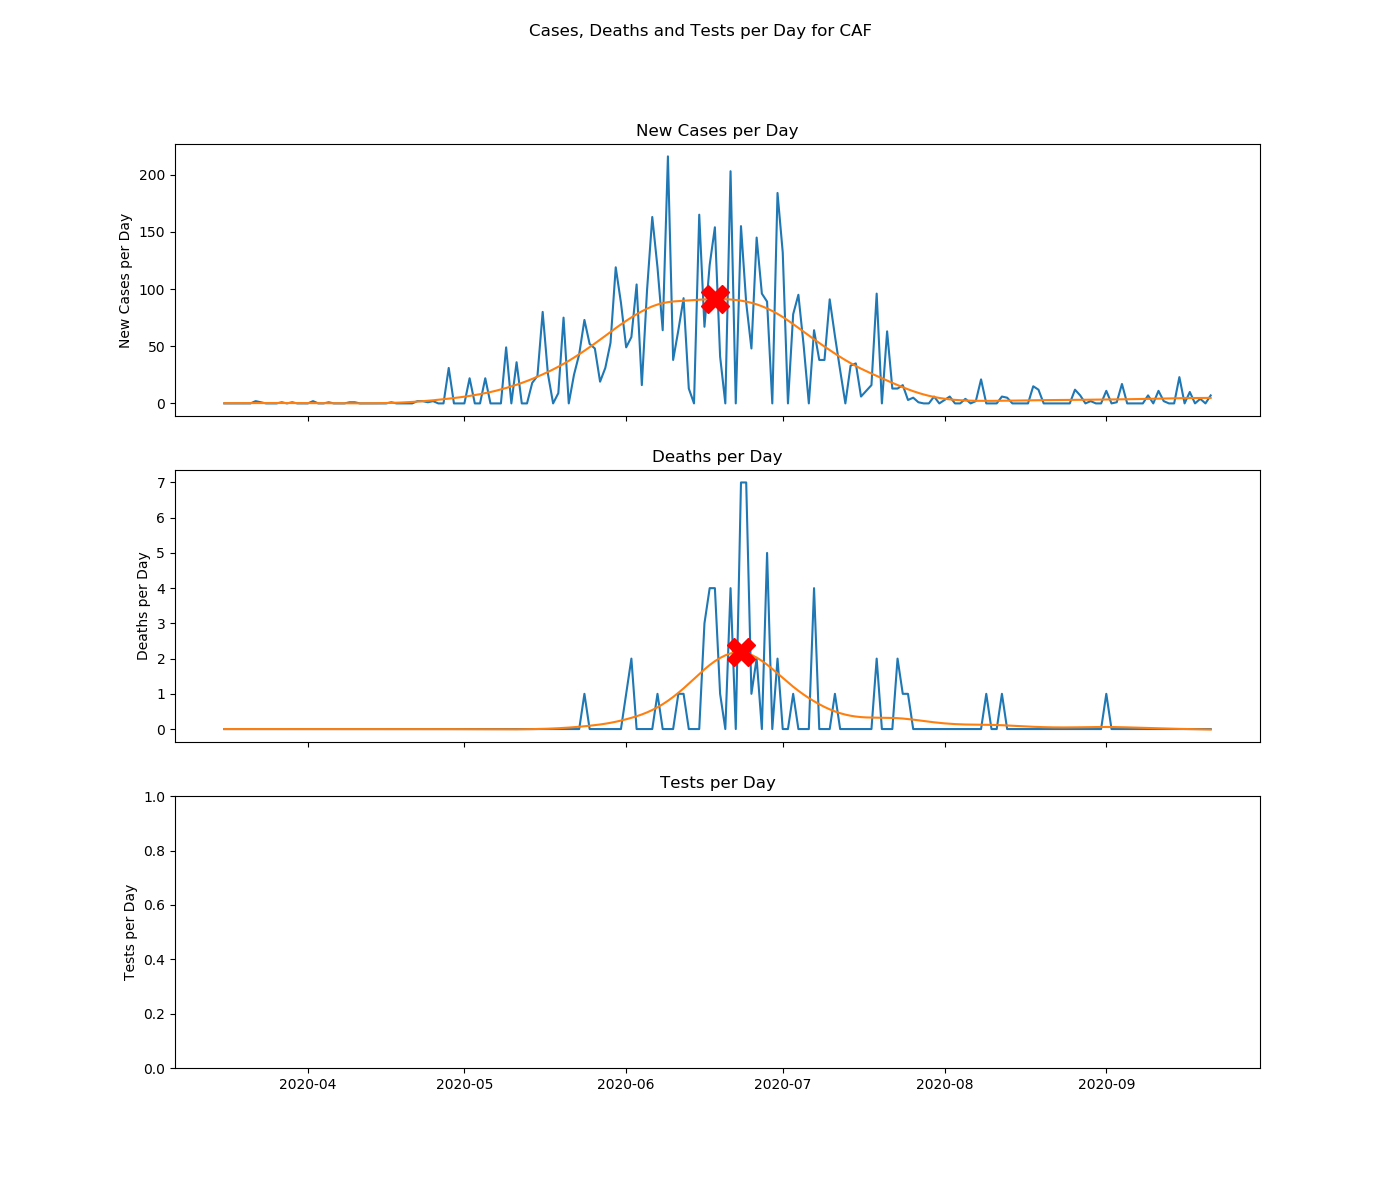 Cases, Deaths and Tests per Day for CAF
New Cases per Day
New Cases per Day
200
150
100
50
0
Deaths per Day
Deaths per Day
7
6
5
4
3
2
1
0
Tests per Day
Tests per Day
1.0
0.8
0.6
0.4
0.2
0.0
2020-04 2020-05 2020-06 2020-07 2020-08 2020-09